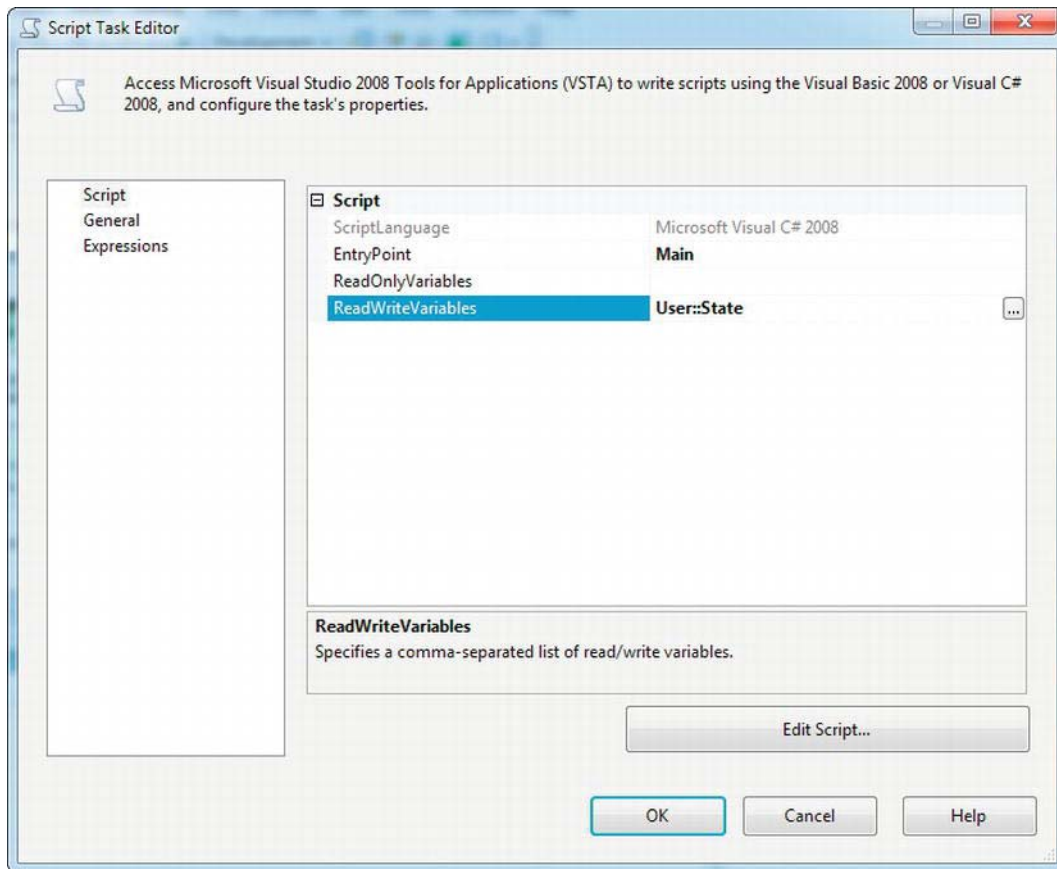 Script Task Editor
Access Microsoft Visual Studio 2008 Tools for Applications (VSTA) to write scripts using the Visual Basic 2008 or Visual C#
2008, and configure the task's properties.
Script
General
Expressions
Script
ScriptLanguage Microsoft Visual C# 2008
EntryPoint Main
ReadOnlyVariables
ReadWriteVariables User::State ...
ReadWriteVariables
Specifies a comma-separated list of read/write variables.
Edit Script...
OK Cancel Help